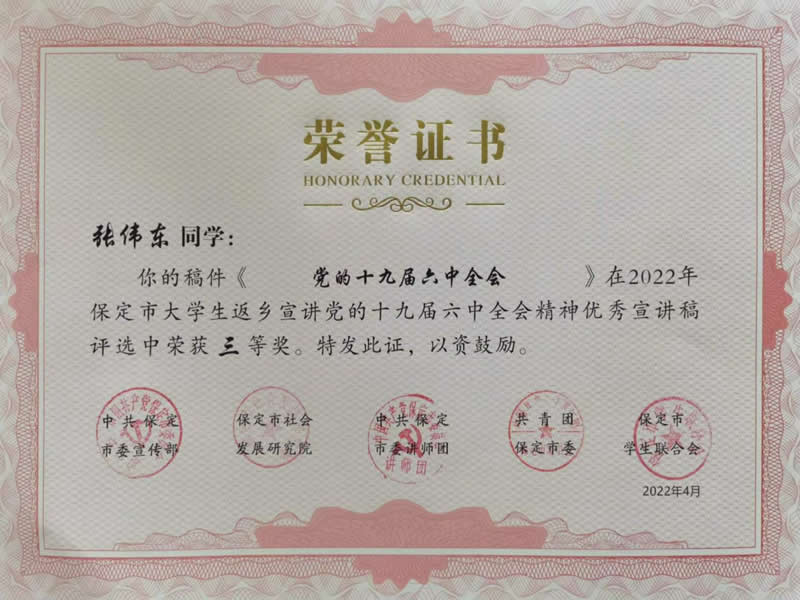 荣誉证书
HONORARY CREDENTIAL
张伟东 同学：
你的稿件《 党的十九届六中全会 》在2022年
保定市大学生返乡宣讲党的十九届六中全会精神优秀宣讲稿
评选中荣获 三 等奖。特发此证，以资鼓励。
中共保定 保定市社会 中共保定 共青团 保定市
市委宣传部 发展研究院 市委讲师团 保定市委 学生联合会
2022年4月